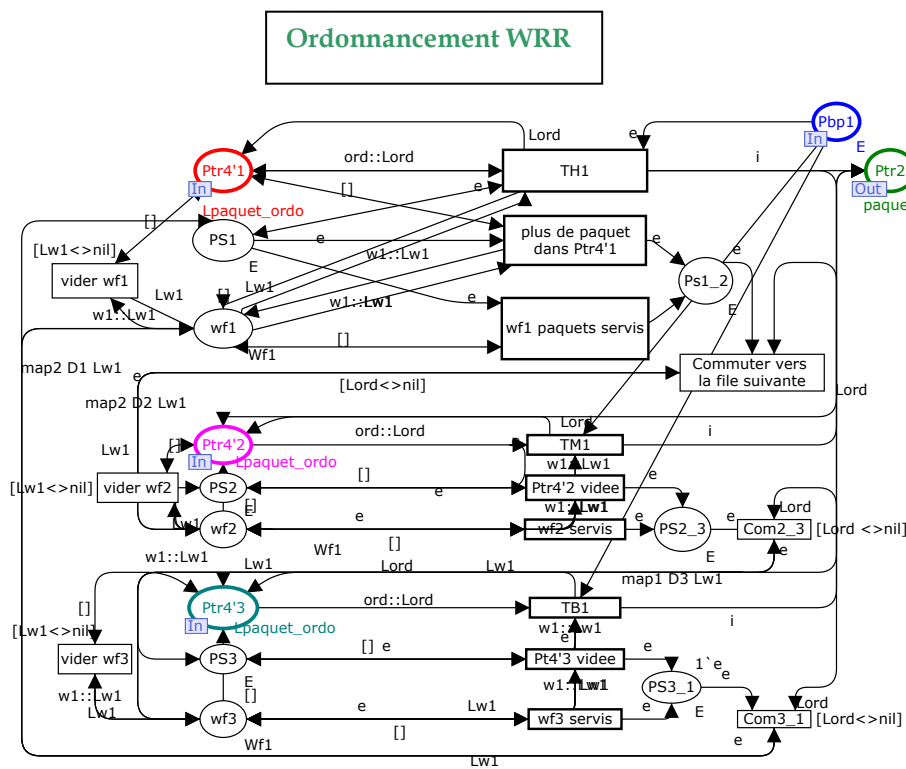 Ordonnancement WRR
Pbp1
In
E
Lord
e
Ptr4'1
In
ord::Lord
TH1
i
Ptr2
Out
paquet
[]
e
Lpaquet_ordo
[]
PS1
e
plus de paquet
dans Ptr4'1
e
e
[Lw1<>nil]
E
w1::Lw1
Ps1_2
vider wf1
Lw1
[]
Lw1
w1::Lw1
e
E
w1::Lw1
wf1
[]
wf1 paquets servis
Wf1
map2 D1 Lw1
e
[Lord<>nil]
Commuter vers
la file suivante
e
e
map2 D2 Lw1
Lord
Lord
Lw1
[]
Ptr4'2
In
ord::Lord
TM1
i
Lpaquet_ordo
w1::Lw1
[Lw1<>nil]
vider wf2
PS2
[]
e
Ptr4'2 videe
e
[]
E
w1::Lw1
Lw1
wf2
e
wf2 servis
e
PS2_3
e
Lord
Com2_3
[Lord <>nil]
Wf1
[]
E
e
w1::Lw1
Lw1
Lord
Lw1
map1 D3 Lw1
[]
Ptr4'3
In
ord::Lord
TB1
i
[Lw1<>nil]
Lpaquet_ordo
w1::w1
e
vider wf3
PS3
[] e
Pt4'3 videe
e
1`e
E
[]
w1::Lw1
PS3_1
w1::Lw1
Lw1
wf3
e
Lw1
wf3 servis
e
E
Lord
Com3_1
[Lord<>nil]
Wf1
[]
e
Lw1